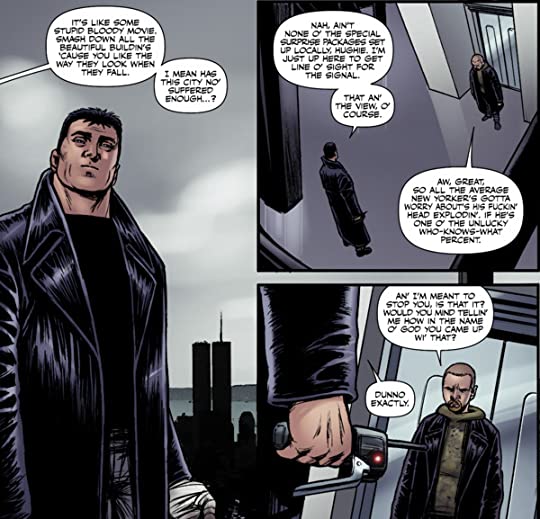 IT'S LIKE SOME
STUPID BLOODY MOVIE.
SMASH DOWN ALL THE
BEAUTIFUL BUILDIN'S
'CAUSE YOU LIKE THE
WAY THEY LOOK WHEN
THEY FALL.
I MEAN HAS
THIS CITY NO'
SUFFERED
ENOUGH...?
NAH, AIN'T
NONE O' THE SPECIAL
SURPRISE PACKAGES SET
UP LOCALLY, HUGHIE. I'M
JUST UP HERE TO GET
LINE O' SIGHT FOR
THE SIGNAL.
THAT AN'
THE VIEW, O'
COURSE.
AW, GREAT,
SO ALL THE AVERAGE
NEW YORKER'S GOTTA
WORRY ABOUT'S HIS FUCKIN'
HEAD EXPLODIN'. IF HE'S
ONE O' THE UNLUCKY
WHO-KNOWS-WHAT
PERCENT.
AN' I'M MEANT TO
STOP YOU, IS THAT IT?
WOULD YOU MIND TELLIN'
ME HOW IN THE NAME
O' GOD YOU CAME UP
WI' THAT?
DUNNO
EXACTLY.